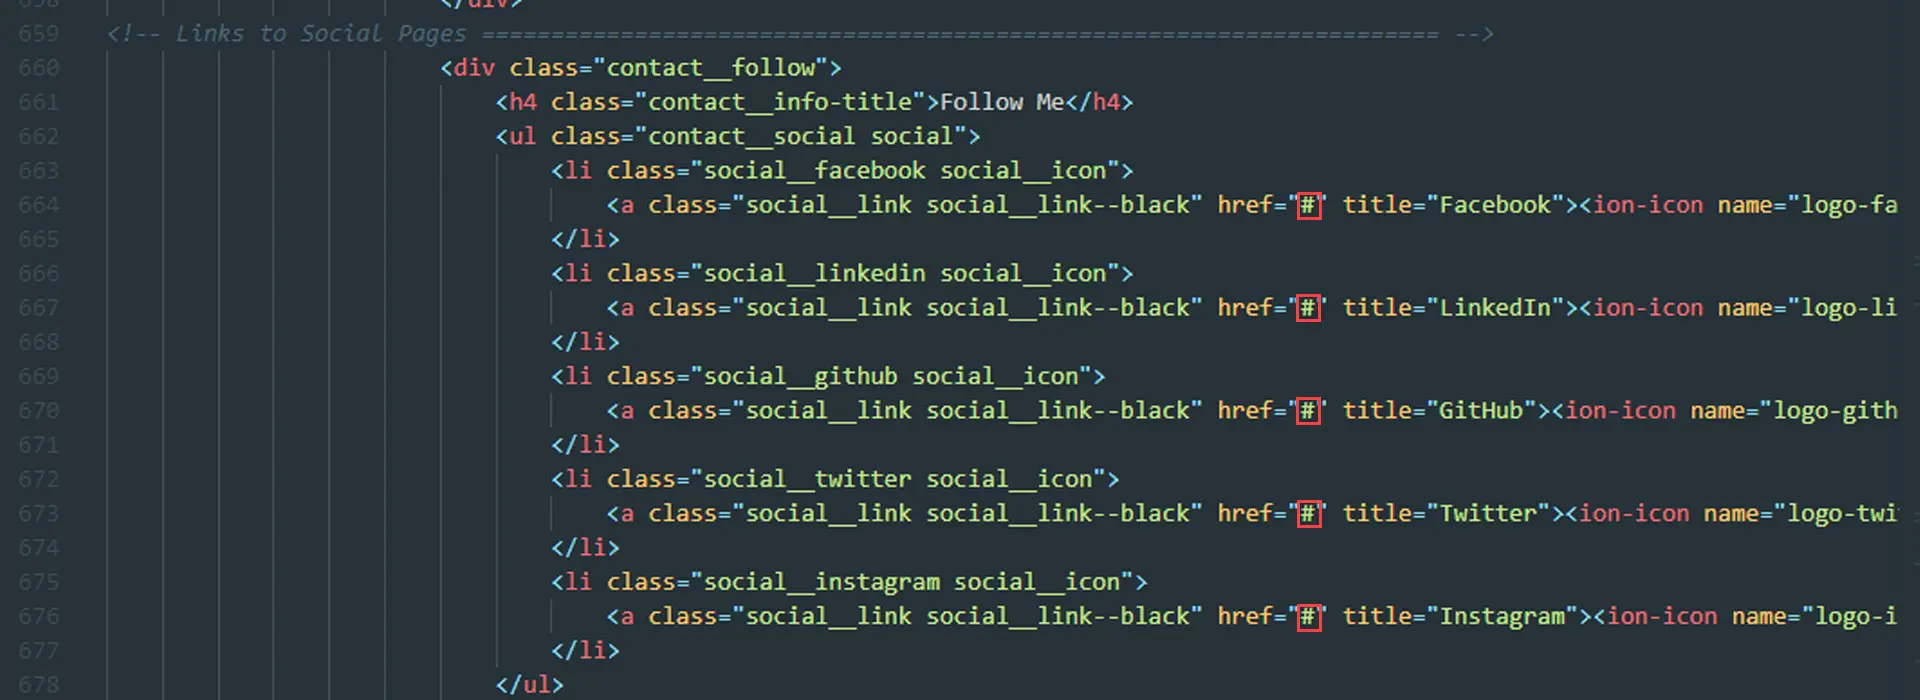 658 </div>
659 <!-- Links to Social Pages ===================================================================== -->
660 <div class="contact__follow">
661 <h4 class="contact__info-title">Follow Me</h4>
662 <ul class="contact__social social">
663 <li class="social__facebook social__icon">
664 <a class="social__link social__link--black" href="#" title="Facebook"><ion-icon name="logo-fa
665 </li>
666 <li class="social__linkedin social__icon">
667 <a class="social__link social__link--black" href="#" title="LinkedIn"><ion-icon name="logo-li
668 </li>
669 <li class="social__github social__icon">
670 <a class="social__link social__link--black" href="#" title="GitHub"><ion-icon name="logo-gith
671 </li>
672 <li class="social__twitter social__icon">
673 <a class="social__link social__link--black" href="#" title="Twitter"><ion-icon name="logo-twi
674 </li>
675 <li class="social__instagram social__icon">
676 <a class="social__link social__link--black" href="#" title="Instagram"><ion-icon name="logo-i
677 </li>
678 </ul>